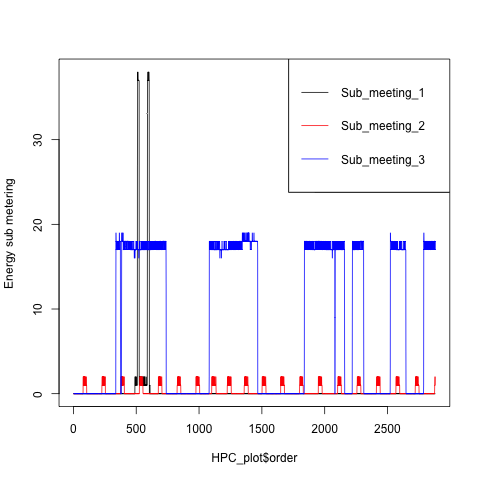 Sub_meeting_1
Sub_meeting_2
Sub_meeting_3
Energy sub metering
30
20
10
0
0 500 1000 1500 2000 2500
HPC_plot$order